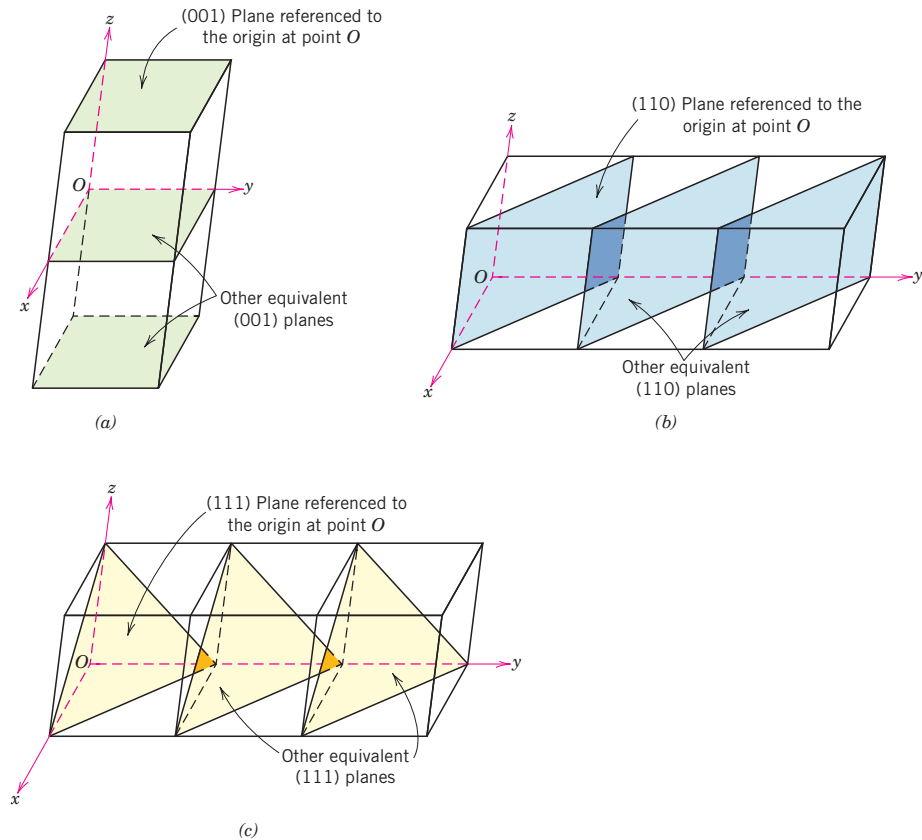 z
(001) Plane referenced to
the origin at point O
O
y
x
Other equivalent
(001) planes
(a)
(110) Plane referenced to the
origin at point O
z
O
y
x
Other equivalent
(110) planes
(b)
z
(111) Plane referenced to
the origin at point O
O
y
x
Other equivalent
(111) planes
(c)